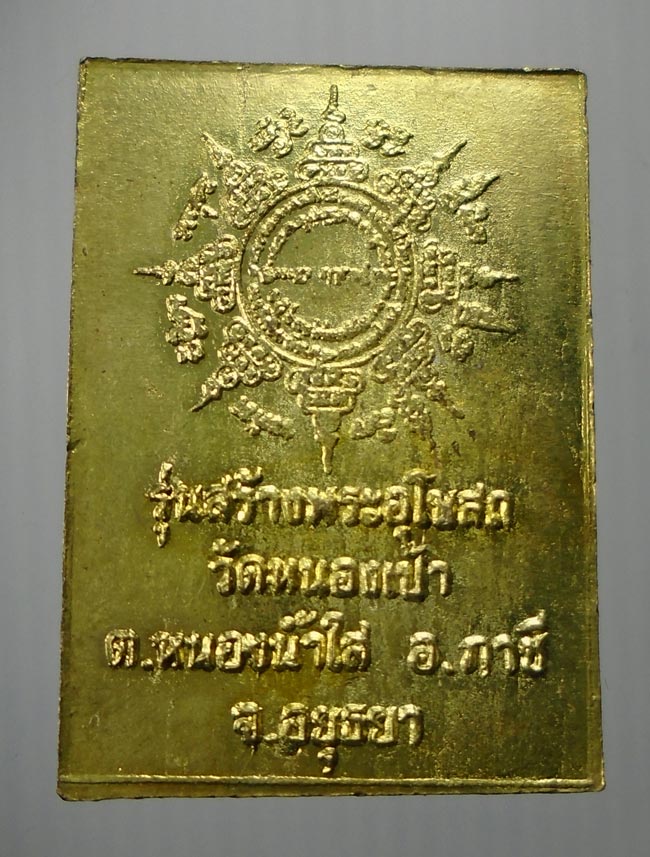 รุ่นสร้างพระอุโบสถ
วัดหนองเป้า
ต.หนองน้ำใส อ.ภาชี
จ.อยุธยา